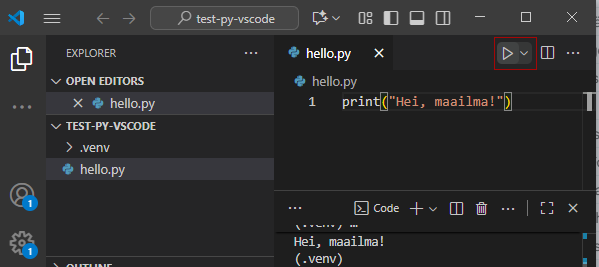 test-py-vscode
EXPLORER
OPEN EDITORS
hello.py
TEST-PY-VSCODE
.venv
hello.py
OUTLINE
1
1
hello.py
hello.py
1 print("Hei, maailma!")
Code
(.venv) …
Hei, maailma!
(.venv)